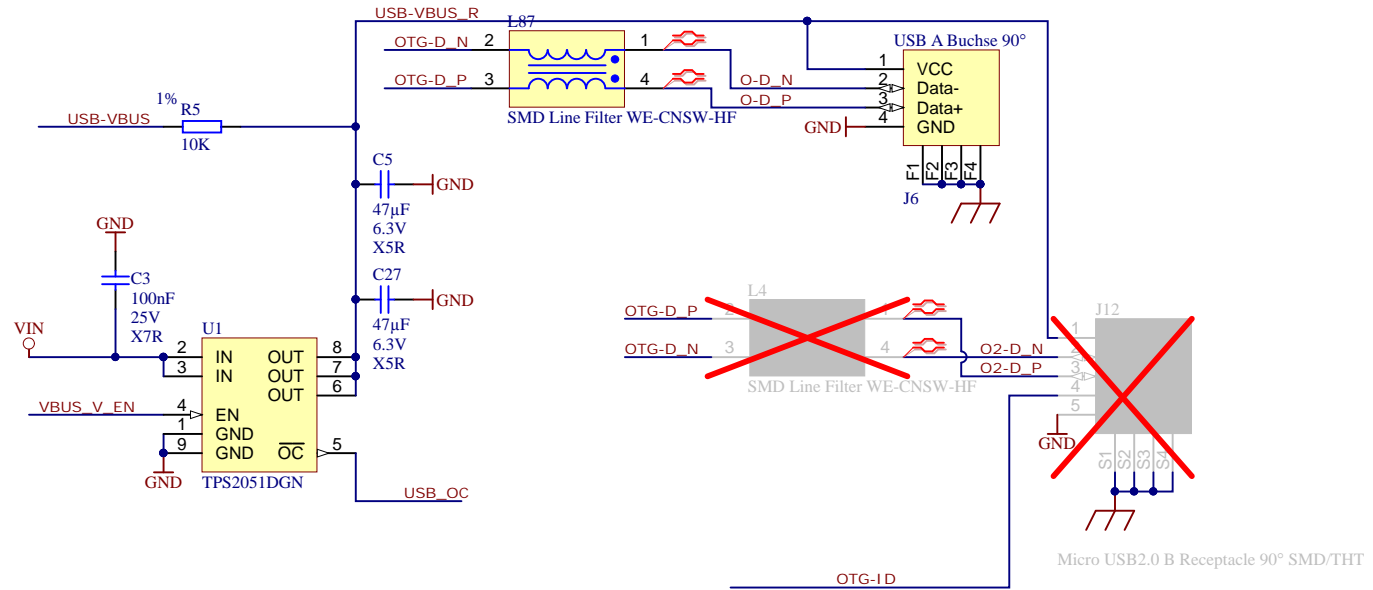 USB-VBUS_R
L87
OTG-D_N 2 1
OTG-D_P 3 4
SMD Line Filter WE-CNSW-HF
O-D_N
O-D_P
USB A Buchse 90°
1 VCC
2 Data-
3 Data+
4 GND
GND
F1 F2 F3 F4
J6
1%
R5
USB-VBUS
10K
C5
GND
47µF
6.3V
X5R
GND
C3
100nF
25V
X7R
C27
GND
47µF
6.3V
X5R
VIN
U1
2 IN OUT 8
3 IN OUT 7
OUT 6
VBUS_V_EN 4 EN
1 GND
9 GND OC 5
GND
TPS2051DGN
USB_OC
L4
OTG-D_P 2 1
OTG-D_N 3 4
SMD Line Filter WE-CNSW-HF
J12
1
O2-D_N 2
O2-D_P 3
4
5
GND
S1 S2 S3 S4
Micro USB2.0 B Receptacle 90° SMD/THT
OTG-ID